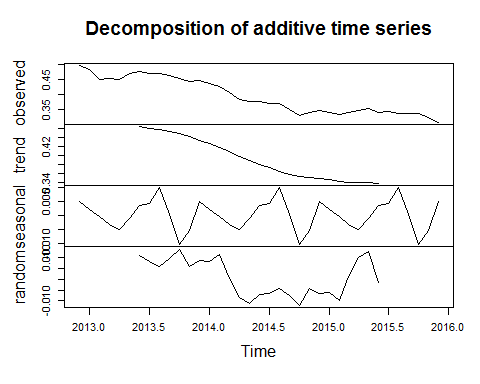 Decomposition of additive time series
observed
0.35 0.45
trend
0.34 0.42
seasonal
-0.010 0.005
random
-0.010
2013.0 2013.5 2014.0 2014.5 2015.0 2015.5 2016.0
Time